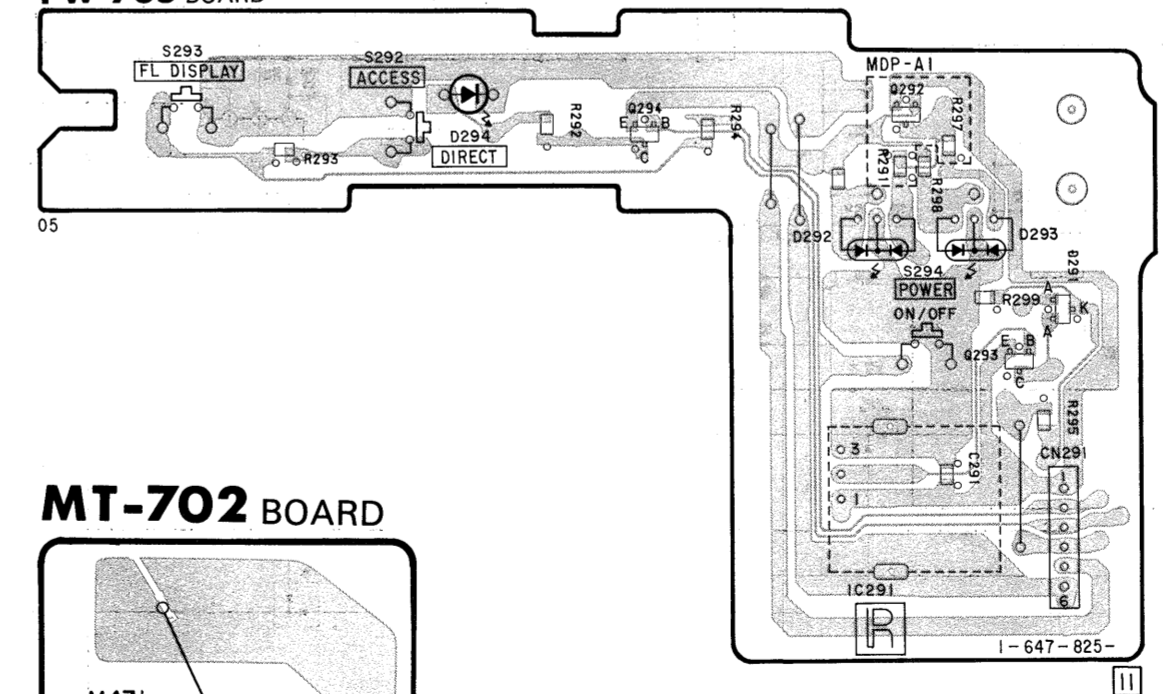 BOARD
S293
FL DISPLAY
S292
ACCESS
D294
DIRECT
R293
R292
Q294
E
B
C
R294
MDP-A1
Q292
R297
R291
R298
D292
D293
S294
POWER
ON/OFF
D291
A
K
A
R299
Q293
E
B
C
R295
CN291
1
6
3
1
C291
IC291
R
05
1-647-825-
11
MT-702 BOARD